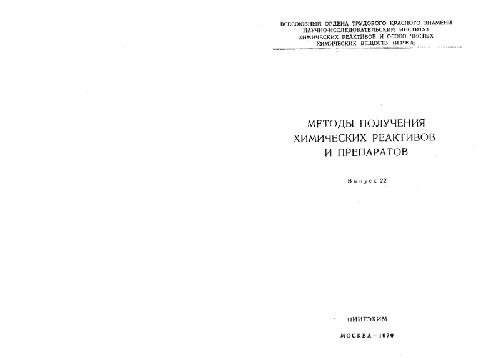 ВСЕСОЮЗНЫЙ ОРДЕНА ТРУДОВОГО КРАСНОГО ЗНАМЕНИ
НАУЧНО-ИССЛЕДОВАТЕЛЬСКИЙ ИНСТИТУТ
ХИМИЧЕСКИХ РЕАКТИВОВ И ОСОБО ЧИСТЫХ
ХИМИЧЕСКИХ ВЕЩЕСТВ (ИРЕА)
МЕТОДЫ ПОЛУЧЕНИЯ
ХИМИЧЕСКИХ РЕАКТИВОВ
И ПРЕПАРАТОВ
Выпуск 22
НИИТЭХИМ
МОСКВА – 1970